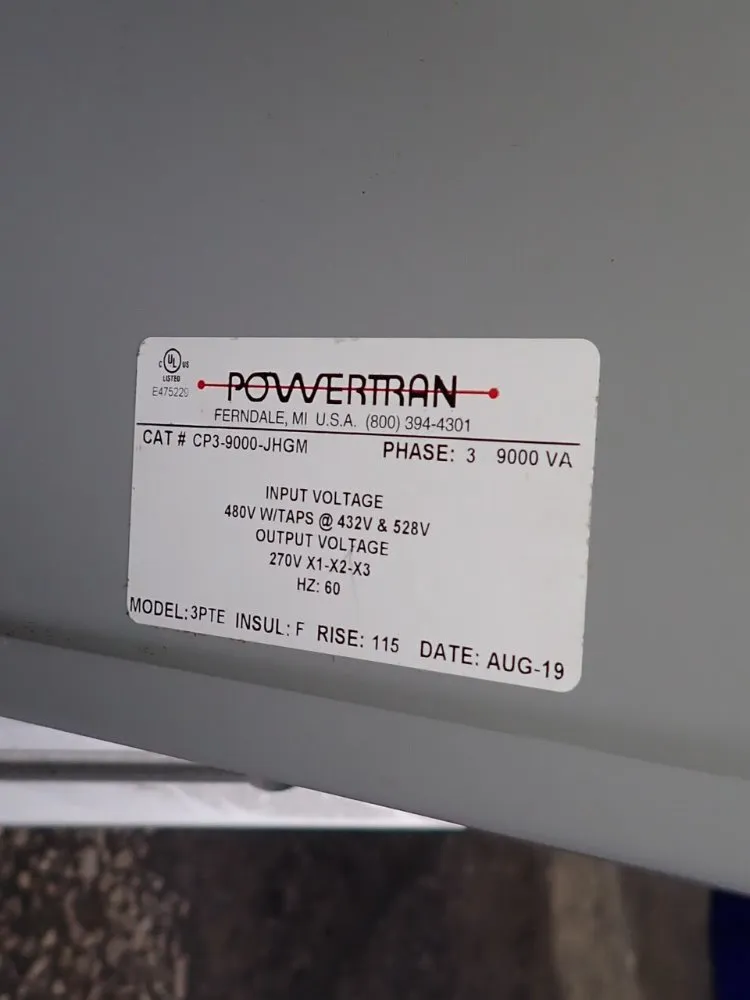 C UL US
LISTED
E475229
POWERTRAN
FERNDALE, MI U.S.A. (800) 394-4301
CAT # CP3-9000-JHGM PHASE: 3 9000 VA
INPUT VOLTAGE
480V W/TAPS @ 432V & 528V
OUTPUT VOLTAGE
270V X1-X2-X3
HZ: 60
MODEL: 3PTE INSUL: F RISE: 115 DATE: AUG-19